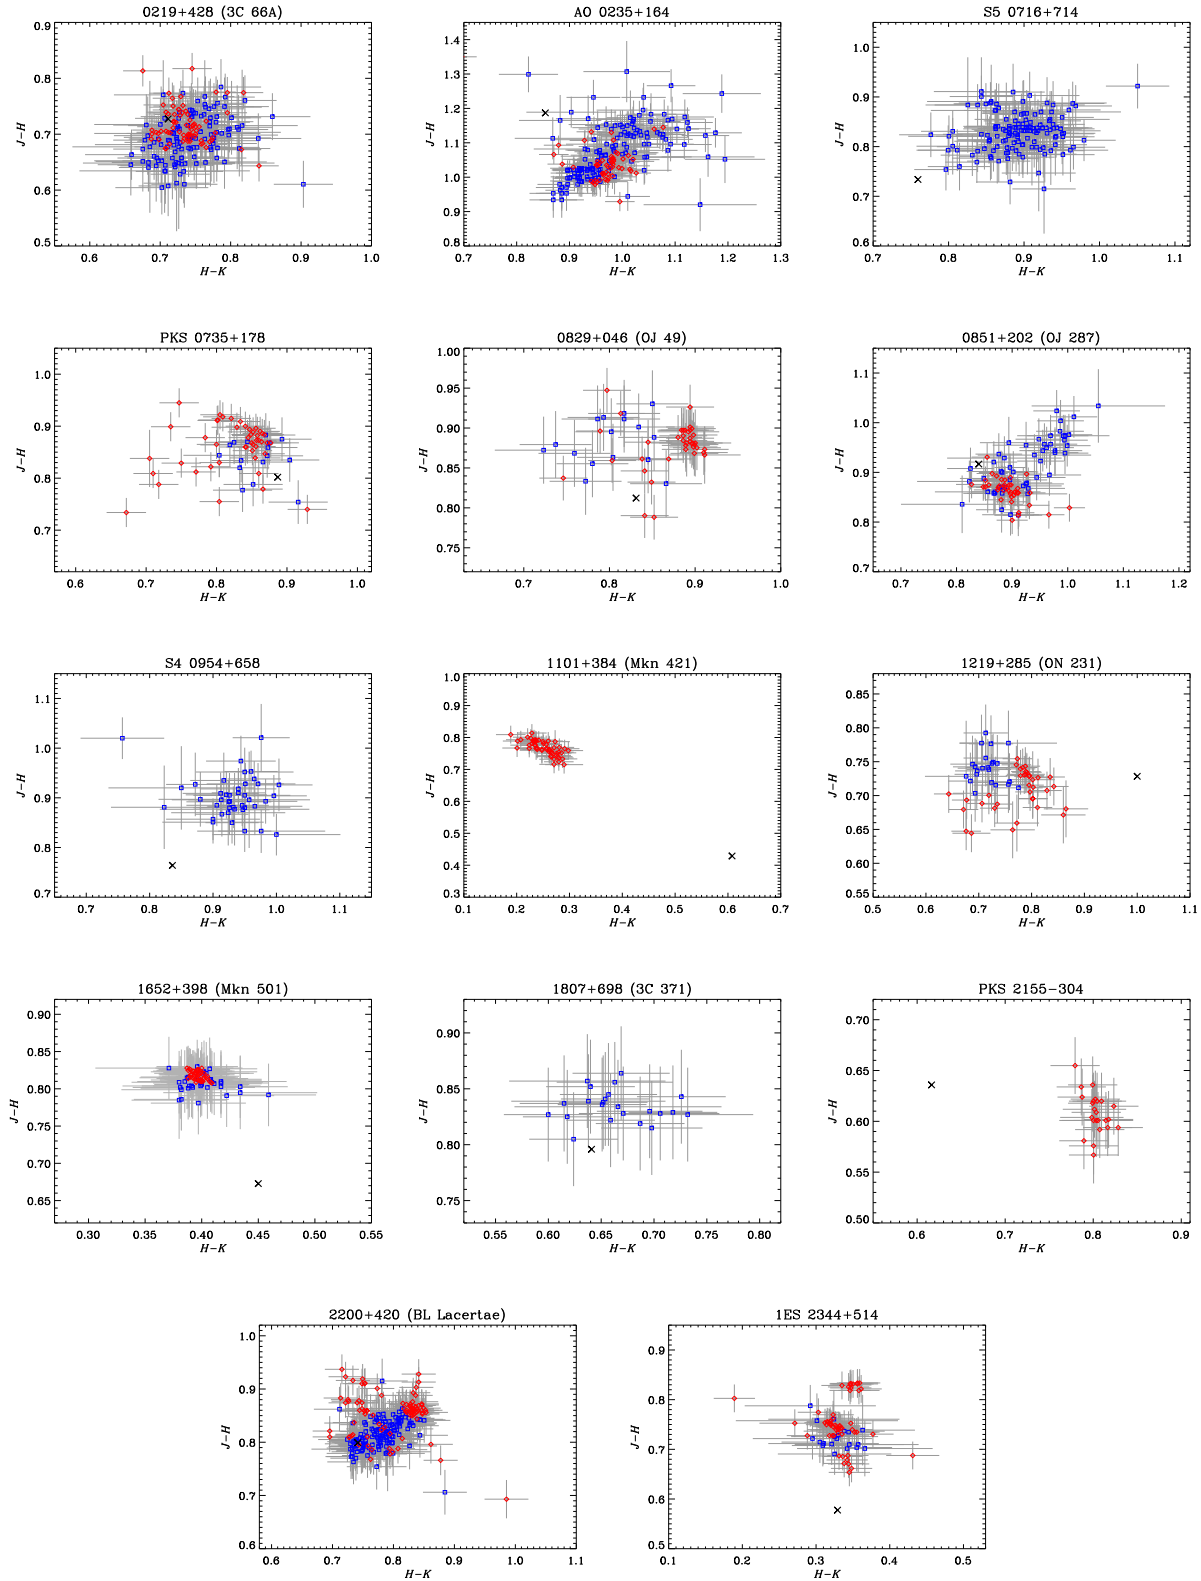 0219+428 (3C 66A)
0.9
0.8
0.7
0.6
0.5
J-H
0.6 0.7 0.8 0.9 1.0
H-K
AO 0235+164
1.4
1.3
1.2
1.1
1.0
0.9
0.8
J-H
0.7 0.8 0.9 1.0 1.1 1.2 1.3
H-K
S5 0716+714
1.0
0.9
0.8
0.7
0.6
J-H
0.7 0.8 0.9 1.0 1.1
H-K
PKS 0735+178
1.0
0.9
0.8
0.7
J-H
0.6 0.7 0.8 0.9 1.0
H-K
0829+046 (OJ 49)
1.00
0.95
0.90
0.85
0.80
0.75
J-H
0.7 0.8 0.9 1.0
H-K
0851+202 (OJ 287)
1.1
1.0
0.9
0.8
0.7
J-H
0.7 0.8 0.9 1.0 1.1 1.2
H-K
S4 0954+658
1.1
1.0
0.9
0.8
0.7
J-H
0.7 0.8 0.9 1.0 1.1
H-K
1101+384 (Mkn 421)
1.0
0.9
0.8
0.7
0.6
0.5
0.4
0.3
J-H
0.1 0.2 0.3 0.4 0.5 0.6 0.7
H-K
1219+285 (ON 231)
0.85
0.80
0.75
0.70
0.65
0.60
0.55
J-H
0.5 0.6 0.7 0.8 0.9 1.0 1.1
H-K
1652+398 (Mkn 501)
0.90
0.85
0.80
0.75
0.70
0.65
J-H
0.30 0.35 0.40 0.45 0.50 0.55
H-K
1807+698 (3C 371)
0.90
0.85
0.80
0.75
J-H
0.55 0.60 0.65 0.70 0.75 0.80
H-K
PKS 2155-304
0.70
0.65
0.60
0.55
0.50
J-H
0.6 0.7 0.8 0.9
H-K
2200+420 (BL Lacertae)
1.0
0.9
0.8
0.7
0.6
J-H
0.6 0.7 0.8 0.9 1.0 1.1
H-K
1ES 2344+514
0.9
0.8
0.7
0.6
0.5
J-H
0.1 0.2 0.3 0.4 0.5
H-K